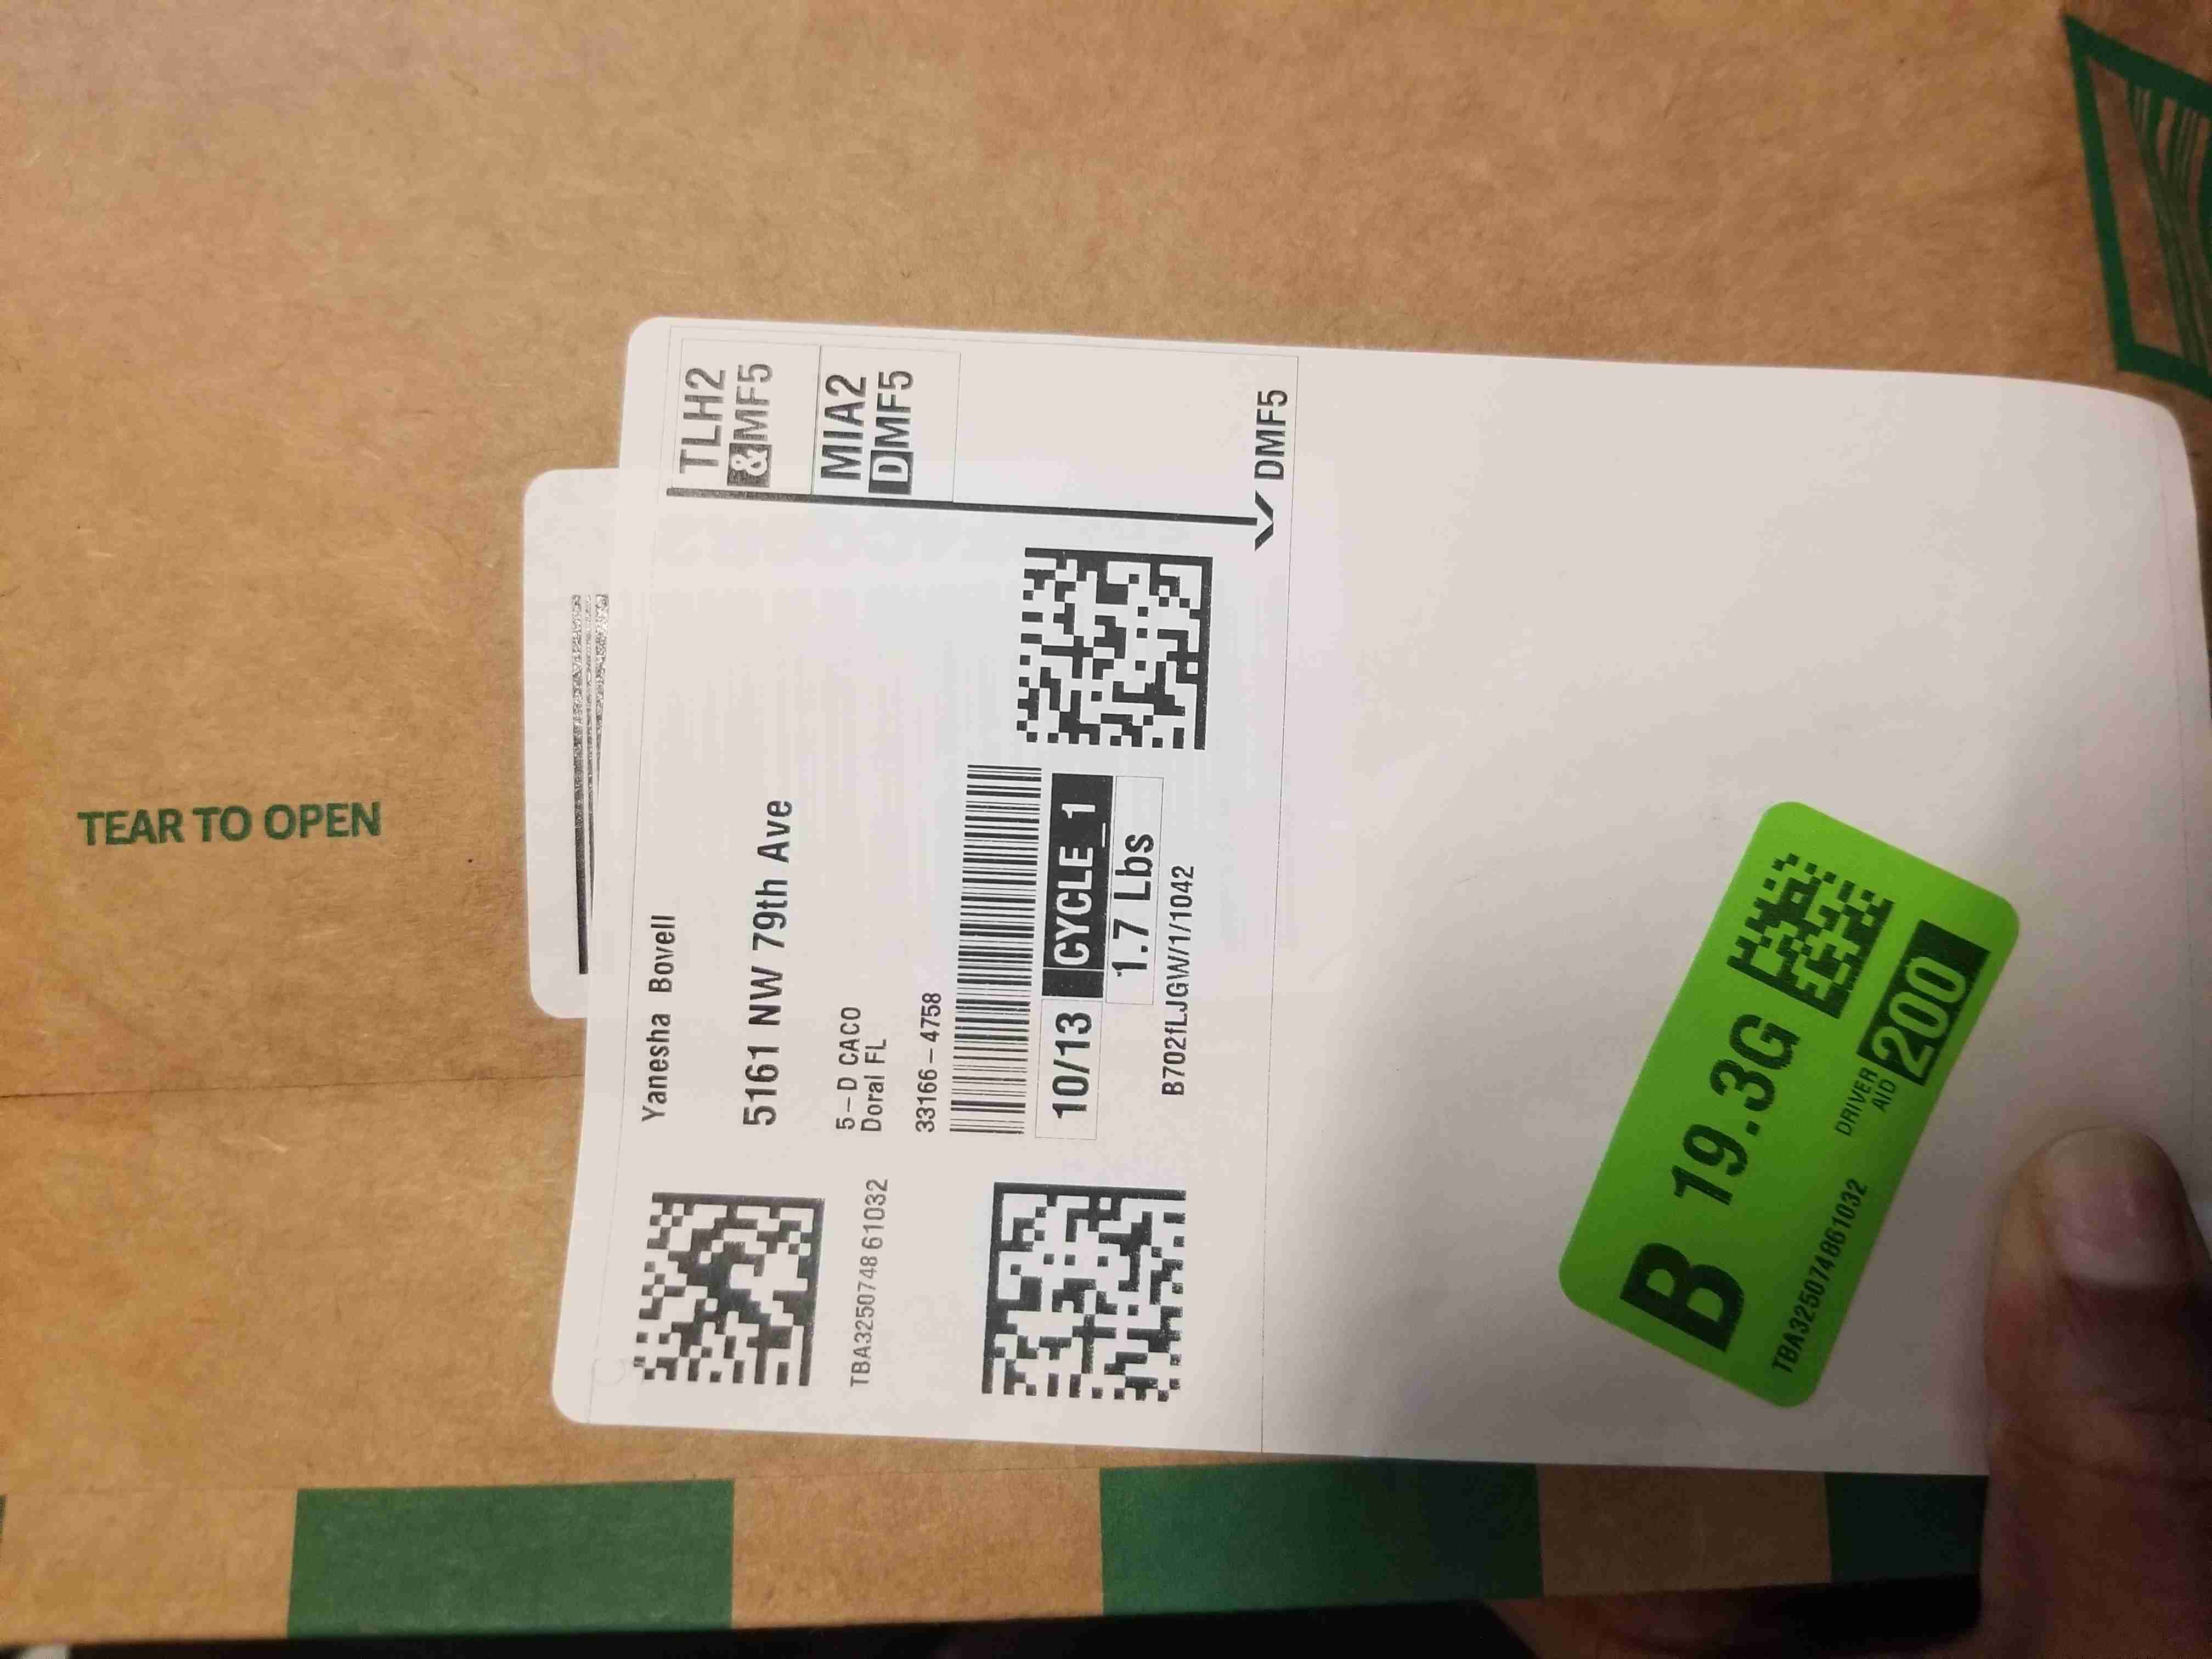 TEAR TO OPEN
Yanesha Bovell
5161 NW 79th Ave
5-D CACO
Doral FL
33166-4758
TBA325074861032
10/13 CYCLE_1
1.7 Lbs
B702fLJGW/1/1042
TLH2
&MF5
MIA2
DMF5
DMF5
B 19.3G
DRIVER
AID
200
TBA325074861032